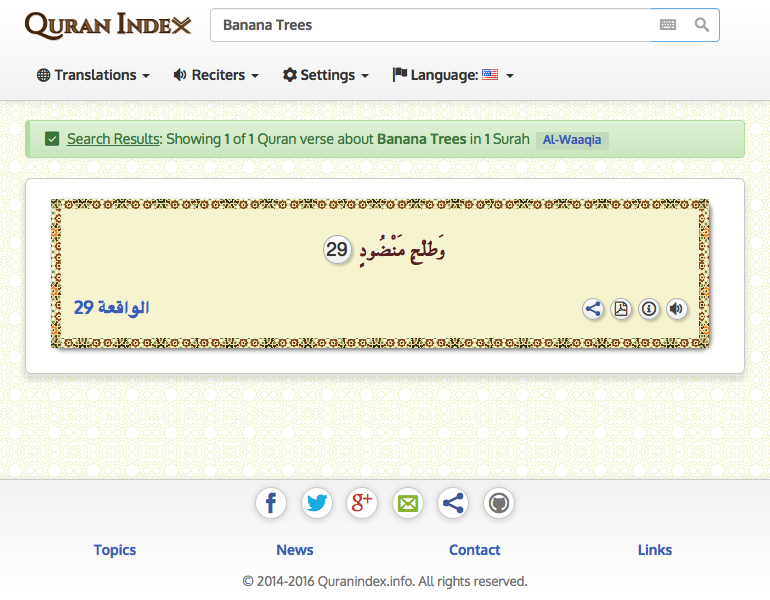 QURAN INDEX
Banana Trees
Translations
Reciters
Settings
Language:
Search Results: Showing 1 of 1 Quran verse about Banana Trees in 1 Surah Al-Waaqia
وَطَلْحٍ مَنْضُودٍ 29
الواقعة 29
f
g+
Topics
News
Contact
Links
© 2014-2016 Quranindex.info. All rights reserved.